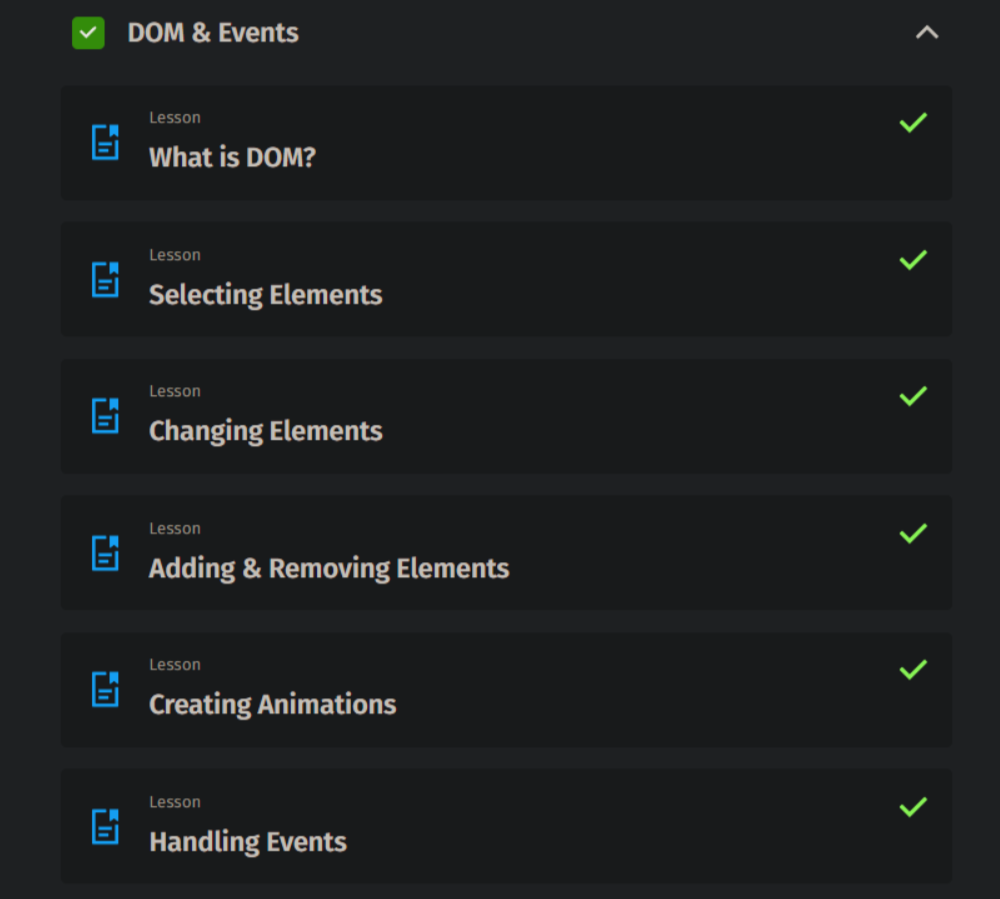 DOM & Events
Lesson
What is DOM?
Lesson
Selecting Elements
Lesson
Changing Elements
Lesson
Adding & Removing Elements
Lesson
Creating Animations
Lesson
Handling Events